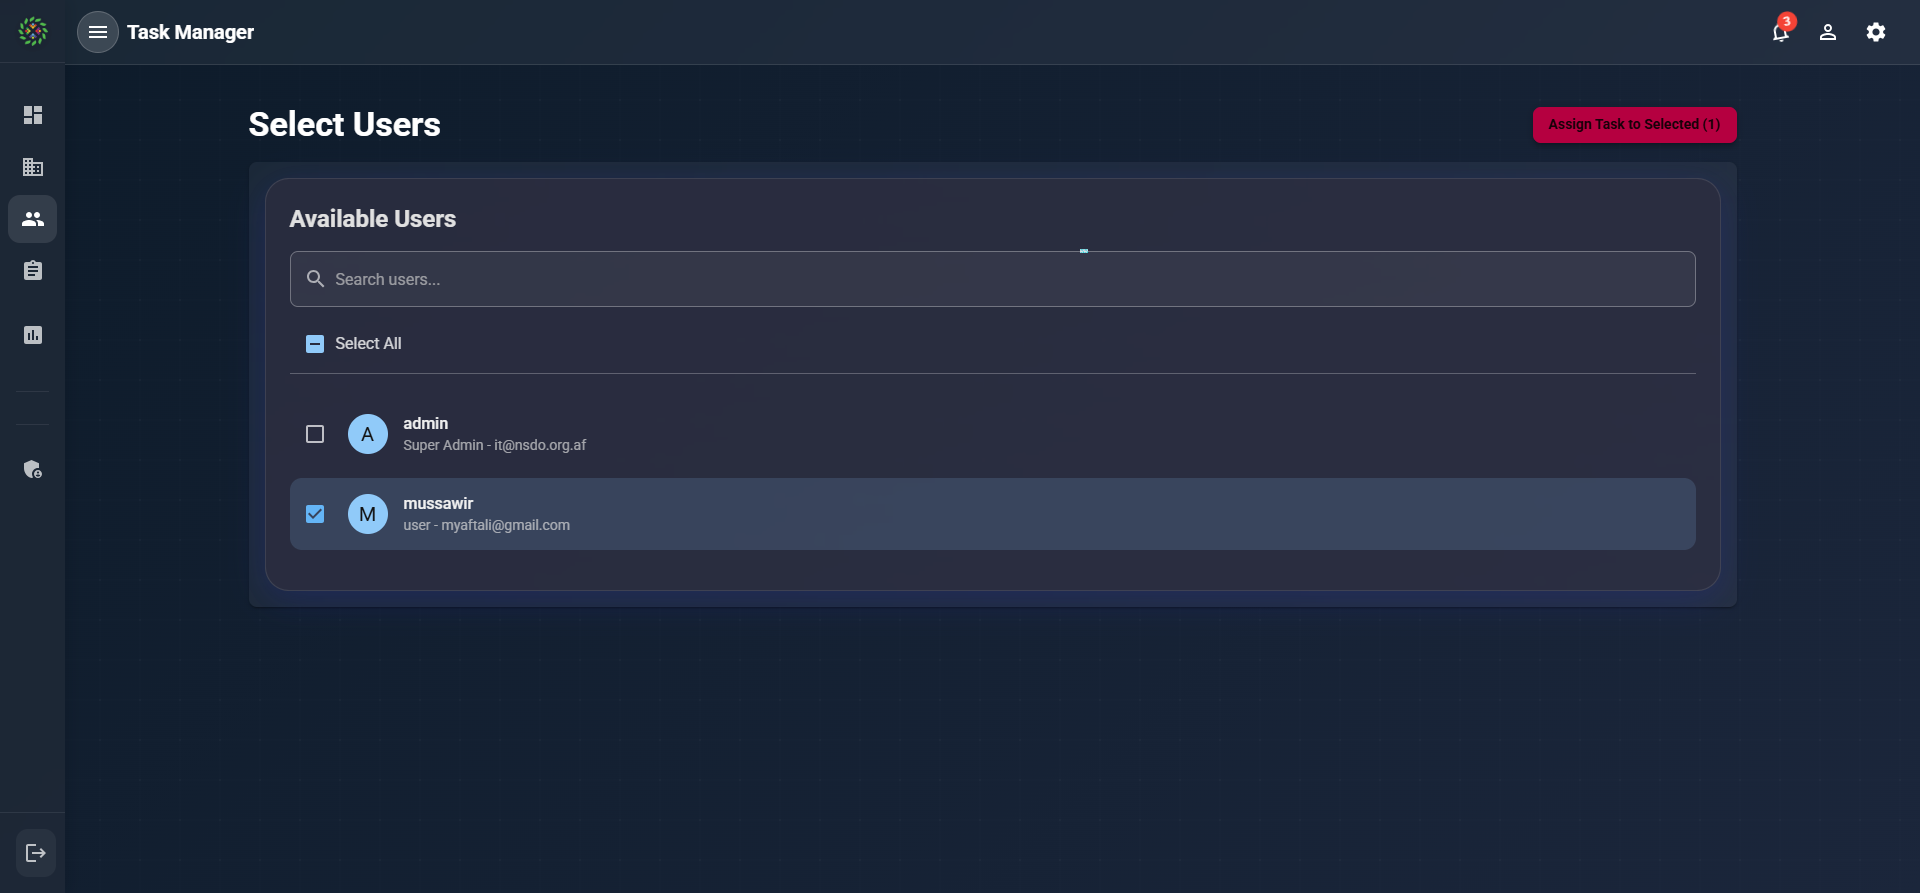 Task Manager
3
Select Users
Assign Task to Selected (1)
Available Users
Search users...
Select All
A
admin
Super Admin - it@nsdo.org.af
M
mussawir
user - myaftali@gmail.com